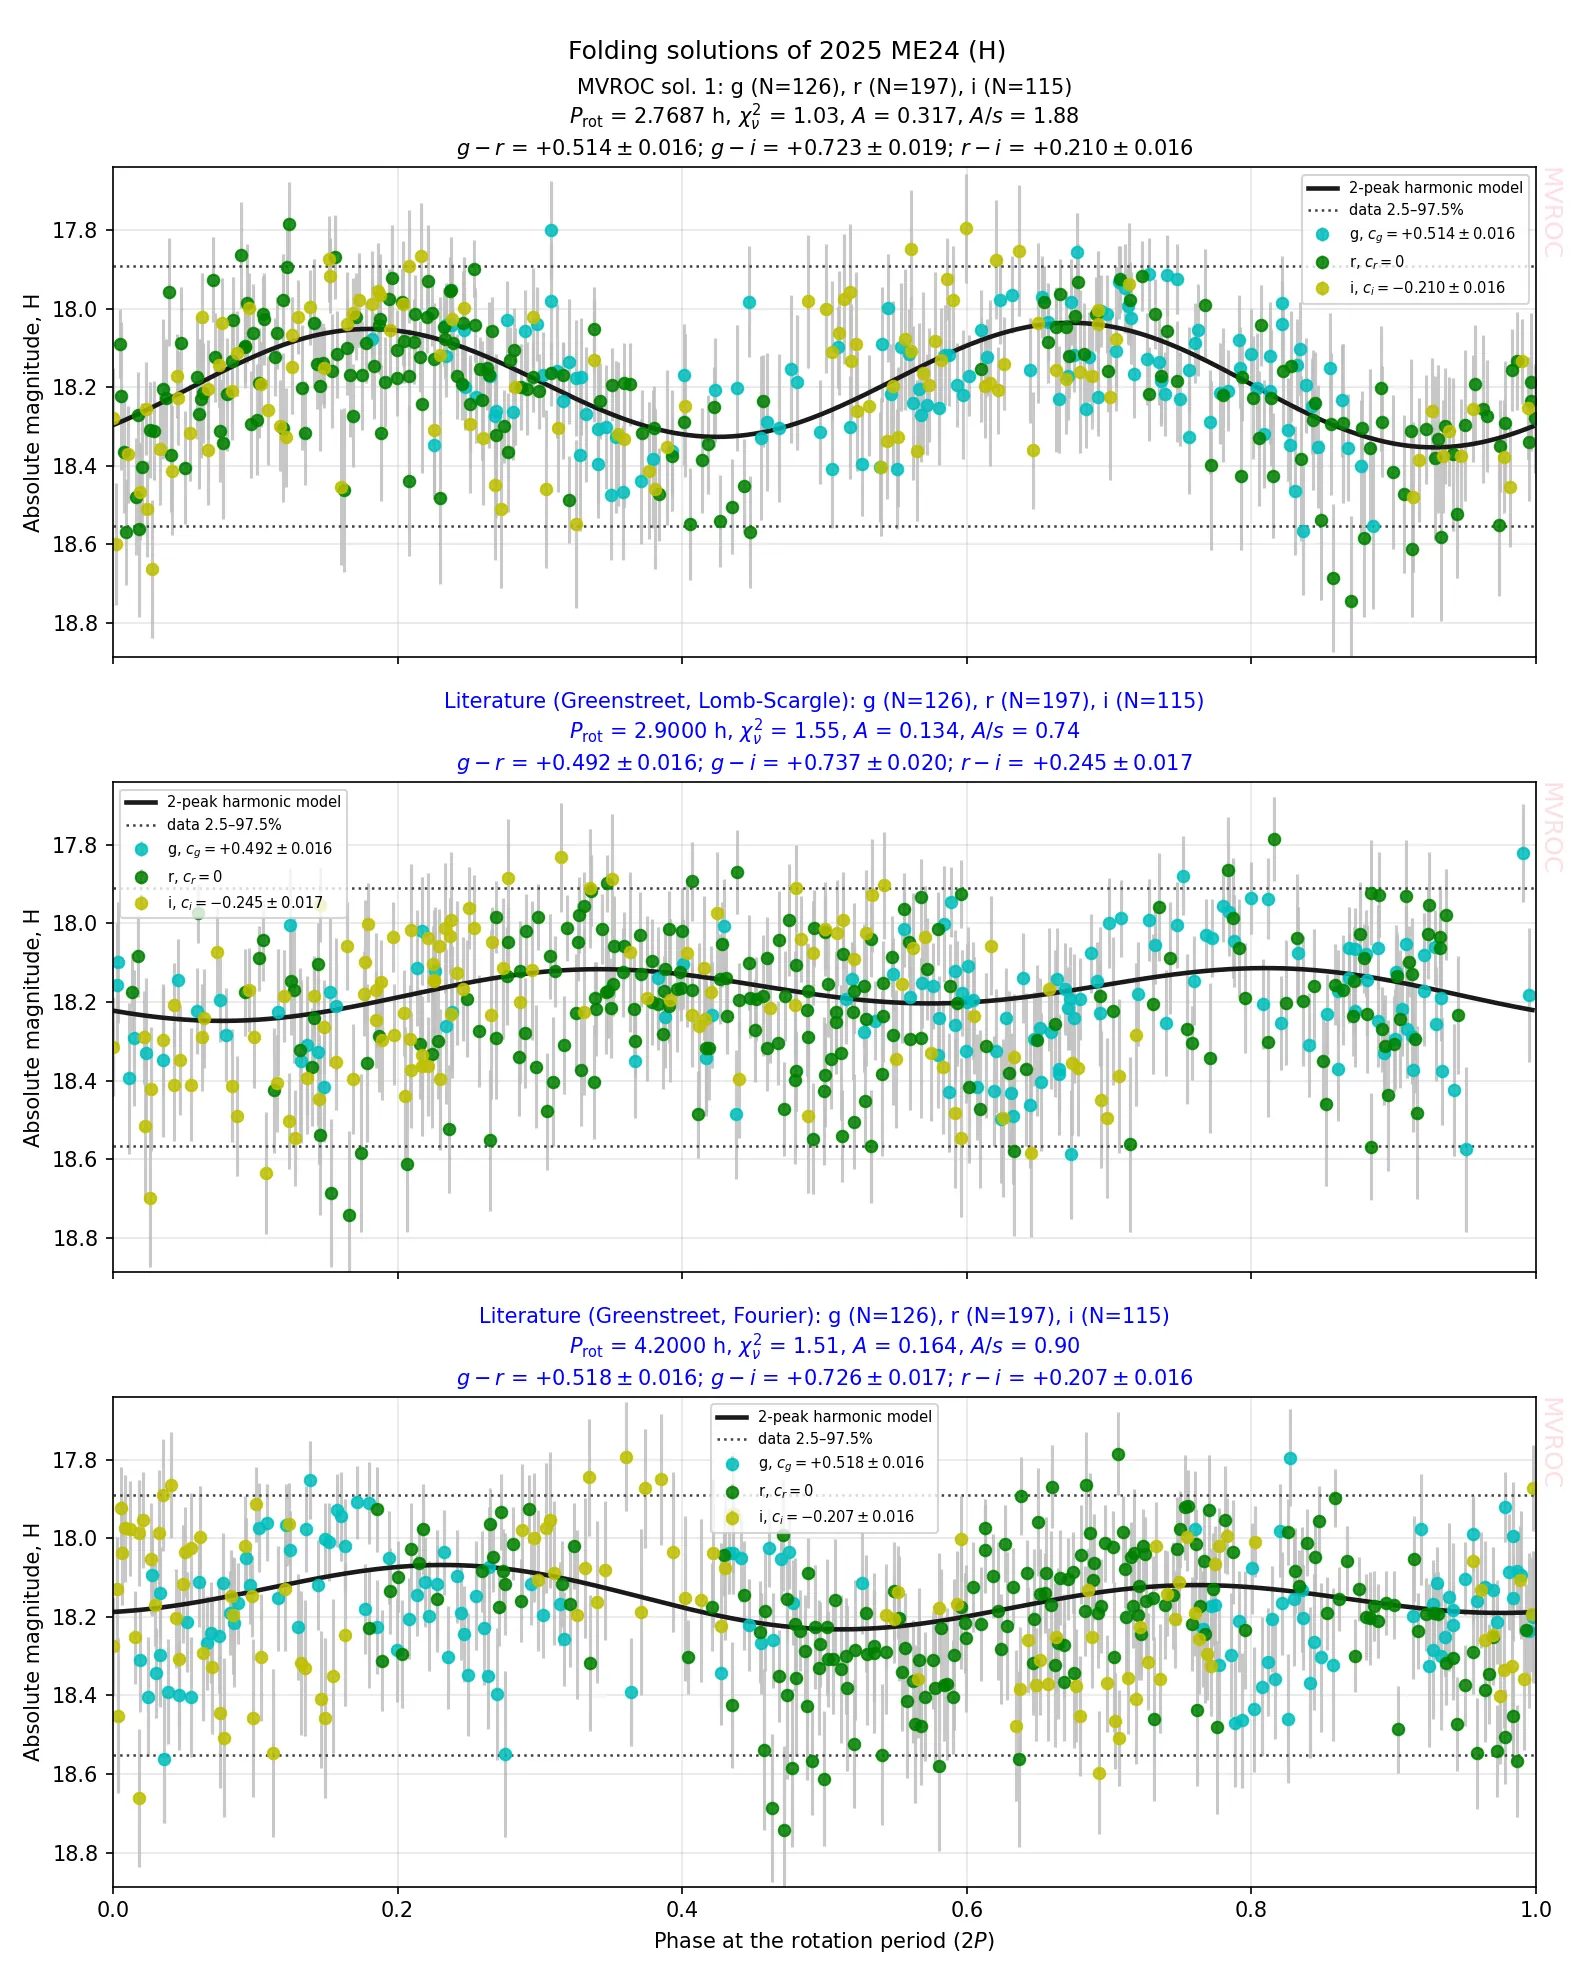 Folding solutions of 2025 ME24 (H)
MVROC sol. 1: g (N=126), r (N=197), i (N=115)
P_rot = 2.7687 h, χ²_ν = 1.03, A = 0.317, A/s = 1.88
g − r = +0.514 ± 0.016; g − i = +0.723 ± 0.019; r − i = +0.210 ± 0.016
MVROC
2-peak harmonic model
data 2.5–97.5%
g, c_g = +0.514 ± 0.016
r, c_r = 0
i, c_i = −0.210 ± 0.016
17.8
18.0
18.2
18.4
18.6
18.8
Absolute magnitude, H
Literature (Greenstreet, Lomb-Scargle): g (N=126), r (N=197), i (N=115)
P_rot = 2.9000 h, χ²_ν = 1.55, A = 0.134, A/s = 0.74
g − r = +0.492 ± 0.016; g − i = +0.737 ± 0.020; r − i = +0.245 ± 0.017
MVROC
2-peak harmonic model
data 2.5–97.5%
g, c_g = +0.492 ± 0.016
r, c_r = 0
i, c_i = −0.245 ± 0.017
17.8
18.0
18.2
18.4
18.6
18.8
Absolute magnitude, H
Literature (Greenstreet, Fourier): g (N=126), r (N=197), i (N=115)
P_rot = 4.2000 h, χ²_ν = 1.51, A = 0.164, A/s = 0.90
g − r = +0.518 ± 0.016; g − i = +0.726 ± 0.017; r − i = +0.207 ± 0.016
MVROC
2-peak harmonic model
data 2.5–97.5%
g, c_g = +0.518 ± 0.016
r, c_r = 0
i, c_i = −0.207 ± 0.016
17.8
18.0
18.2
18.4
18.6
18.8
Absolute magnitude, H
0.0 0.2 0.4 0.6 0.8 1.0
Phase at the rotation period (2P)